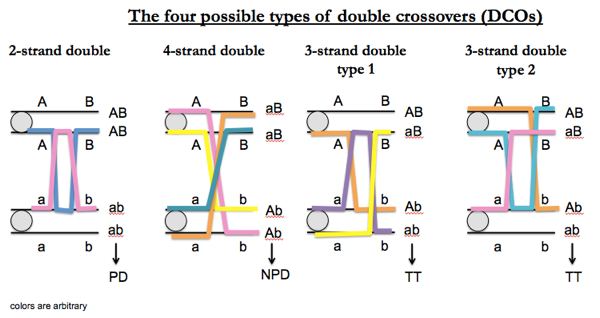 The four possible types of double crossovers (DCOs)
2-strand double
4-strand double
3-strand double
type 1
3-strand double
type 2
A B
AB
AB
A B
a b
ab
ab
a b
PD
A B
aB
aB
A B
a b
Ab
Ab
a b
NPD
A B
AB
aB
A B
a b
Ab
ab
a b
TT
A B
AB
aB
A B
a b
Ab
ab
a b
TT
colors are arbitrary